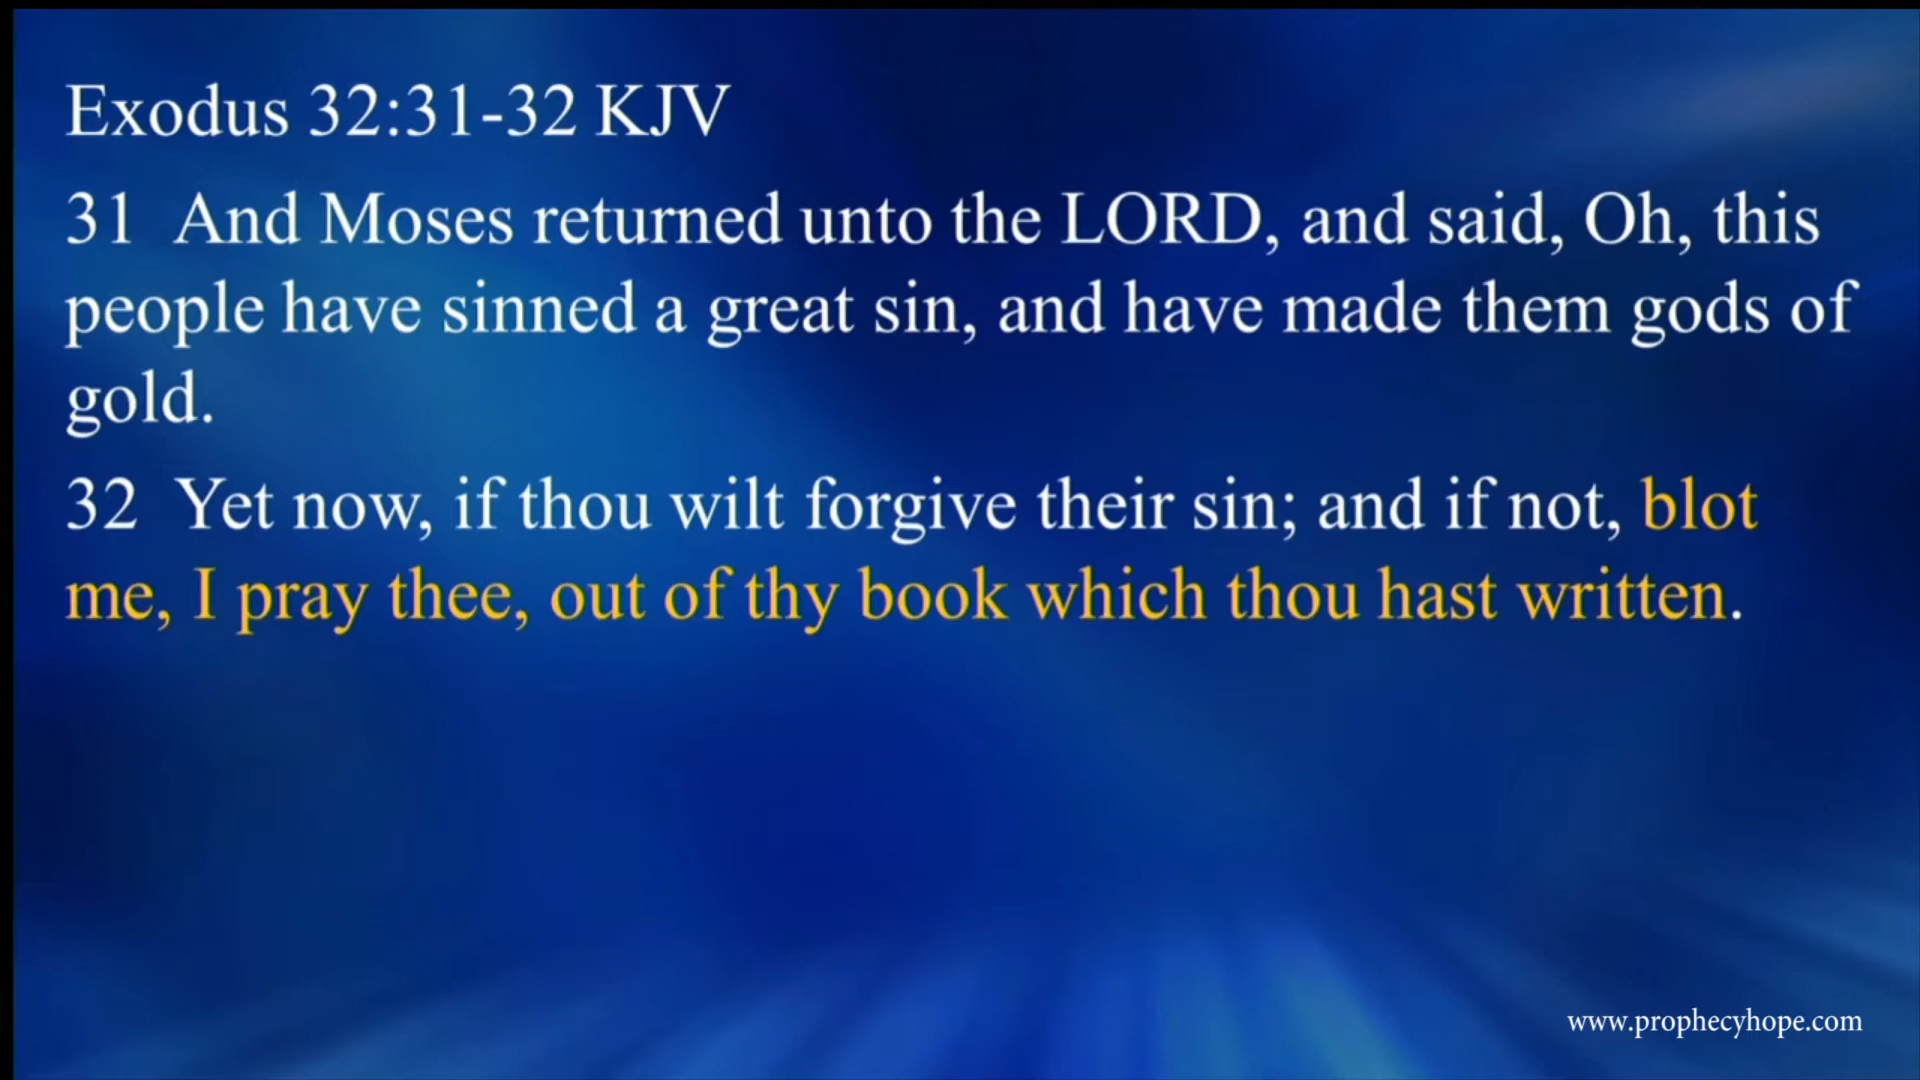 Exodus 32:31-32 KJV
31  And Moses returned unto the LORD, and said, Oh, this
people have sinned a great sin, and have made them gods of
gold.
32  Yet now, if thou wilt forgive their sin; and if not, blot
me, I pray thee, out of thy book which thou hast written.
www.prophecyhope.com